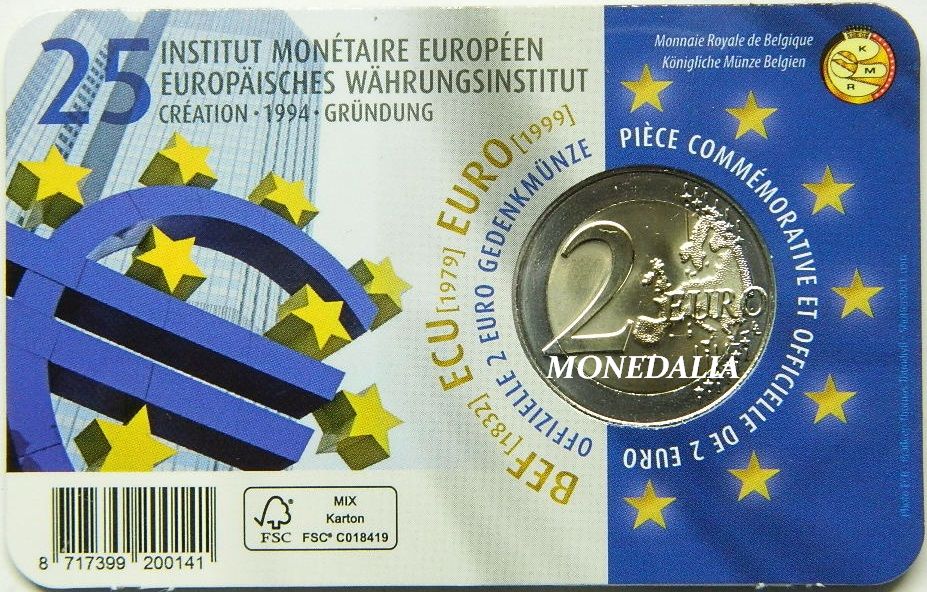 25
INSTITUT MONÉTAIRE EUROPÉEN
EUROPÄISCHES WÄHRUNGSINSTITUT
CRÉATION · 1994 · GRÜNDUNG
Monnaie Royale de Belgique
Königliche Münze Belgien
K
M
R
BEF [1832] ECU [1979] EURO [1999]
OFFIZIELLE 2 EURO GEDENKMÜNZE
PIÈCE COMMÉMORATIVE ET OFFICIELLE DE 2 EURO
2 EURO
MONEDALIA
8 717399 200141
FSC
MIX
Karton
FSC® C018419